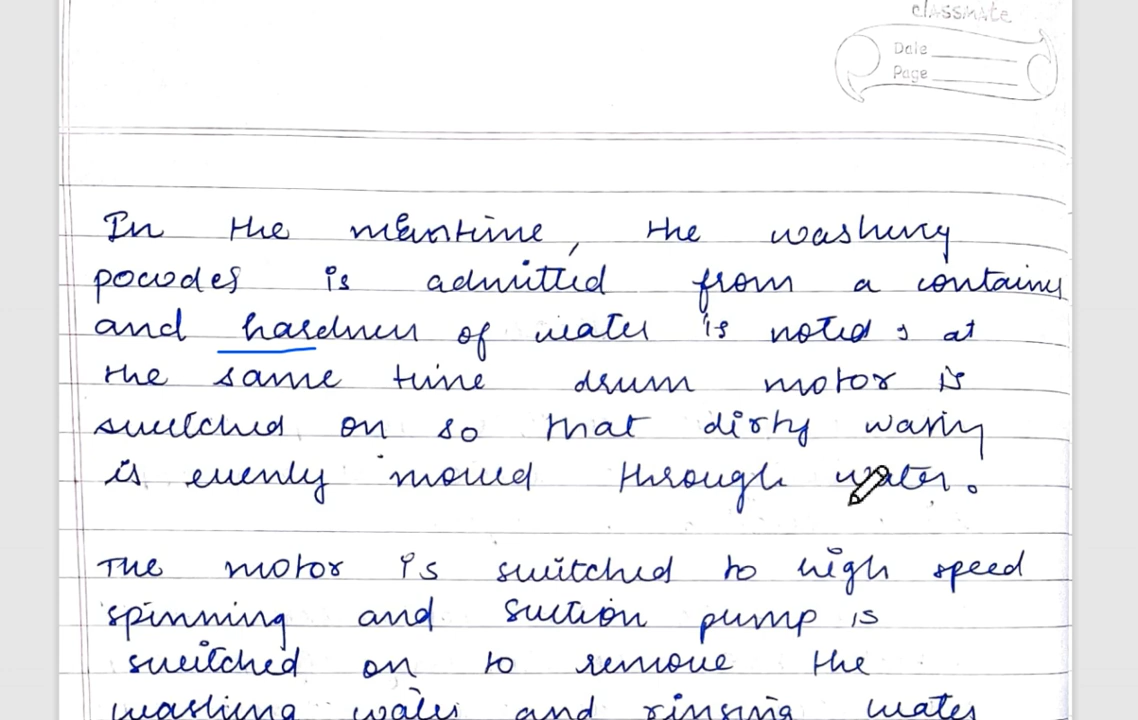 classmate
Date
Page
In the meantime, the washing
powder is admitted from a container
and hardness of water is noted, at
the same time drum motor is
switched on so that dirty washing
is evenly moved through water.
The motor is switched to high speed
spinning and suction pump is
switched on to remove the
washing water and rinsing water